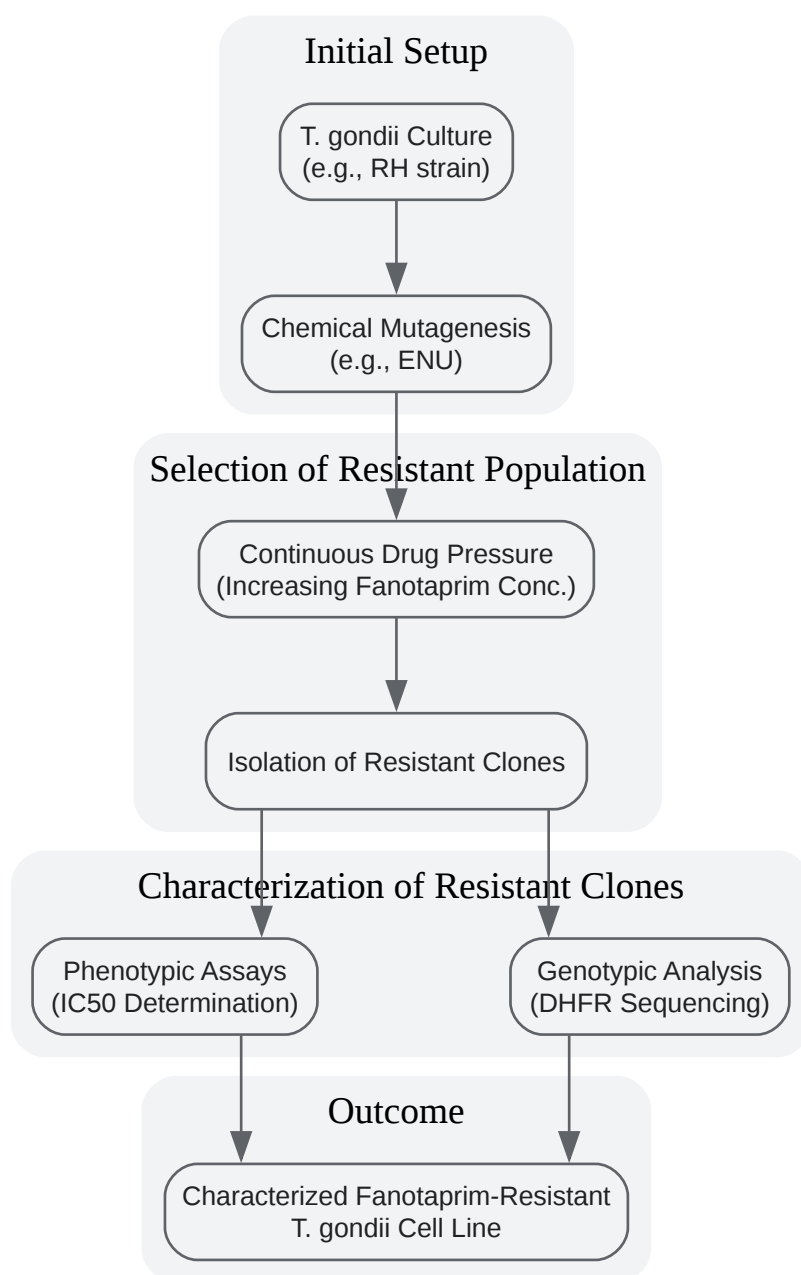 Initial Setup
T. gondii Culture
(e.g., RH strain)
Chemical Mutagenesis
(e.g., ENU)
Selection of Resistant Population
Continuous Drug Pressure
(Increasing Fanotaprim Conc.)
Isolation of Resistant Clones
Characterization of Resistant Clones
Phenotypic Assays
(IC50 Determination)
Genotypic Analysis
(DHFR Sequencing)
Outcome
Characterized Fanotaprim-Resistant
T. gondii Cell Line